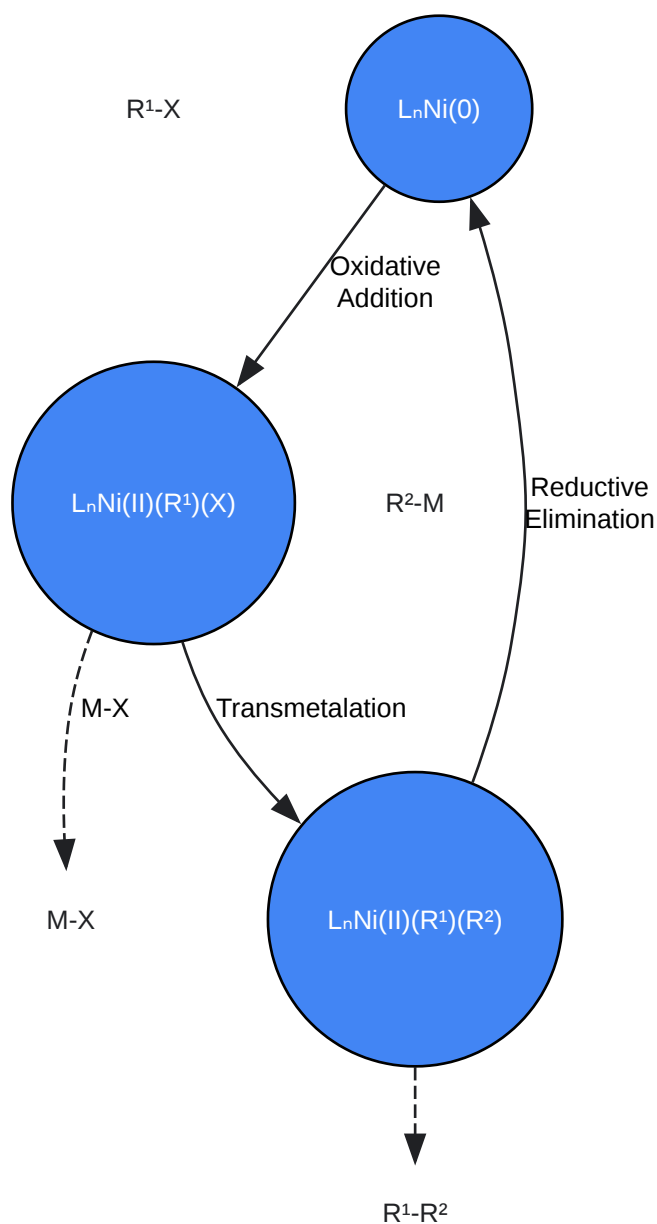 R¹-X
LₙNi(0)
Oxidative
Addition
LₙNi(II)(R¹)(X)
R²-M
Reductive
Elimination
M-X
Transmetalation
M-X
LₙNi(II)(R¹)(R²)
R¹-R²